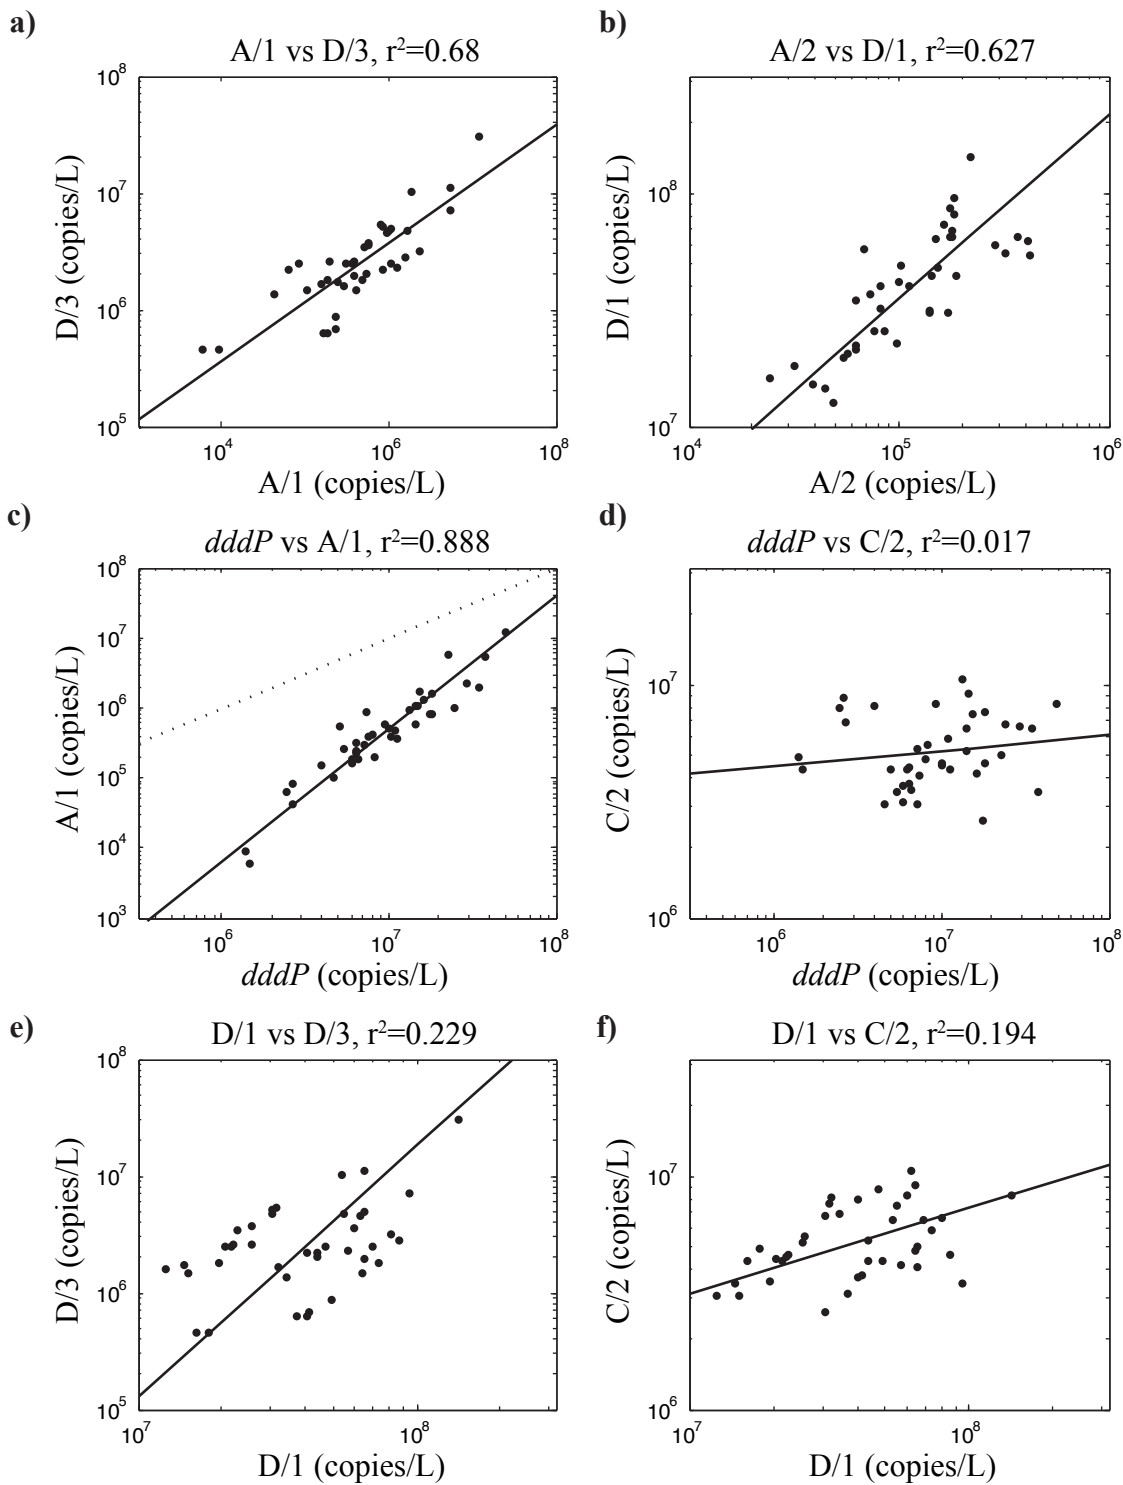 a)
A/1 vs D/3, r²=0.68
D/3 (copies/L)
10⁸
10⁷
10⁶
10⁵
10⁴ 10⁶ 10⁸
A/1 (copies/L)
b)
A/2 vs D/1, r²=0.627
D/1 (copies/L)
10⁸
10⁷
10⁴ 10⁵ 10⁶
A/2 (copies/L)
c)
dddP vs A/1, r²=0.888
A/1 (copies/L)
10⁸
10⁷
10⁶
10⁵
10⁴
10³
10⁶ 10⁷ 10⁸
dddP (copies/L)
d)
dddP vs C/2, r²=0.017
C/2 (copies/L)
10⁷
10⁶
10⁶ 10⁷ 10⁸
dddP (copies/L)
e)
D/1 vs D/3, r²=0.229
D/3 (copies/L)
10⁸
10⁷
10⁶
10⁵
10⁷ 10⁸
D/1 (copies/L)
f)
D/1 vs C/2, r²=0.194
C/2 (copies/L)
10⁷
10⁶
10⁷ 10⁸
D/1 (copies/L)